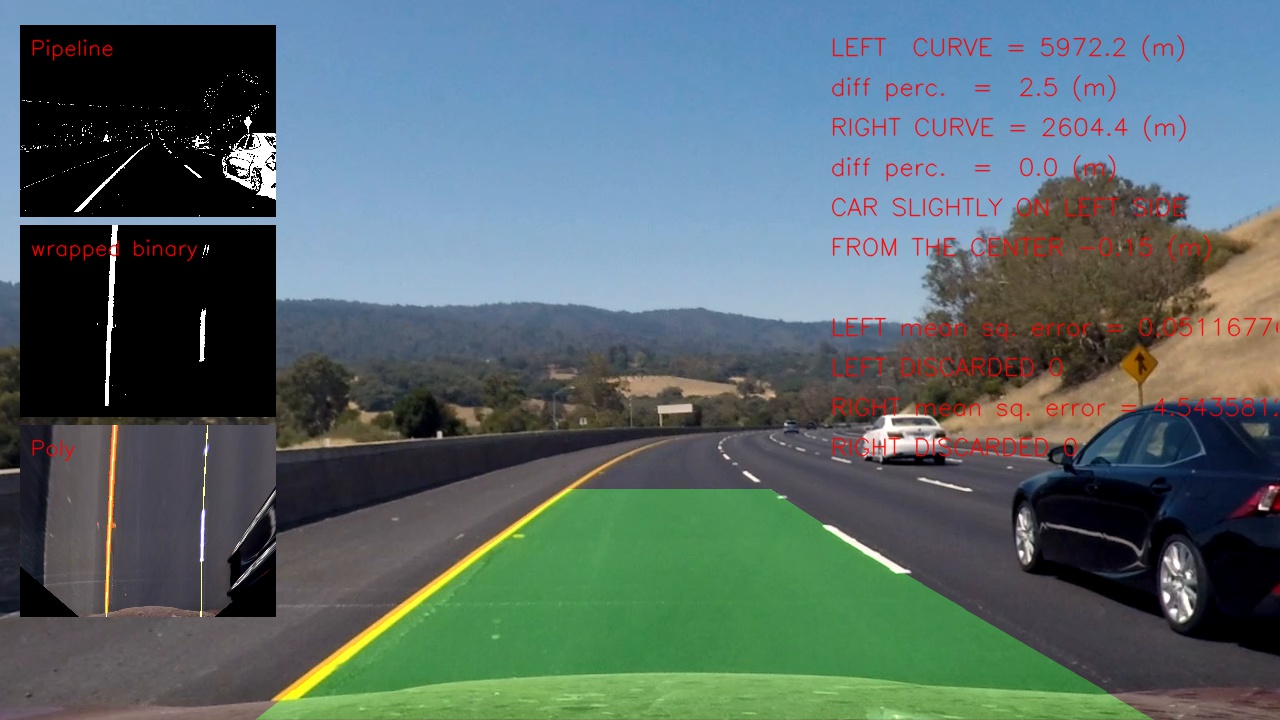 Pipeline
wrapped binary
Poly
LEFT CURVE = 5972.2 (m)
diff perc. = 2.5 (m)
RIGHT CURVE = 2604.4 (m)
diff perc. = 0.0 (m)
CAR SLIGHTLY ON LEFT SIDE
FROM THE CENTER -0.15 (m)
LEFT mean sq. error = 0.0511677
LEFT DISCARDED 0
RIGHT mean sq. error = 4.543581
RIGHT DISCARDED 0